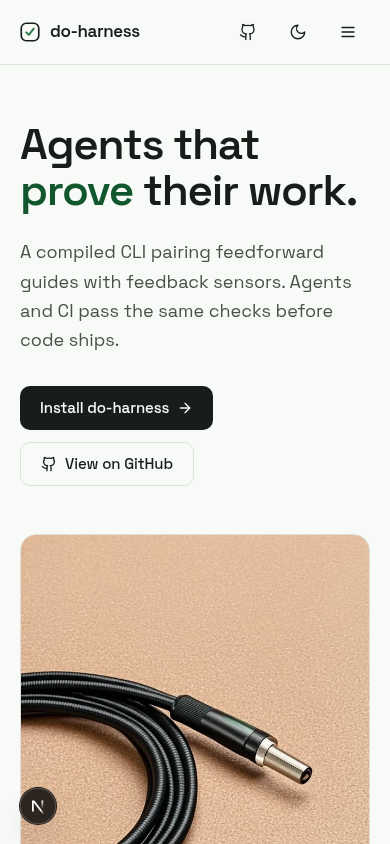 do-harness
Agents that
prove their work.
A compiled CLI pairing feedforward
guides with feedback sensors. Agents
and CI pass the same checks before
code ships.
Install do-harness
View on GitHub
N